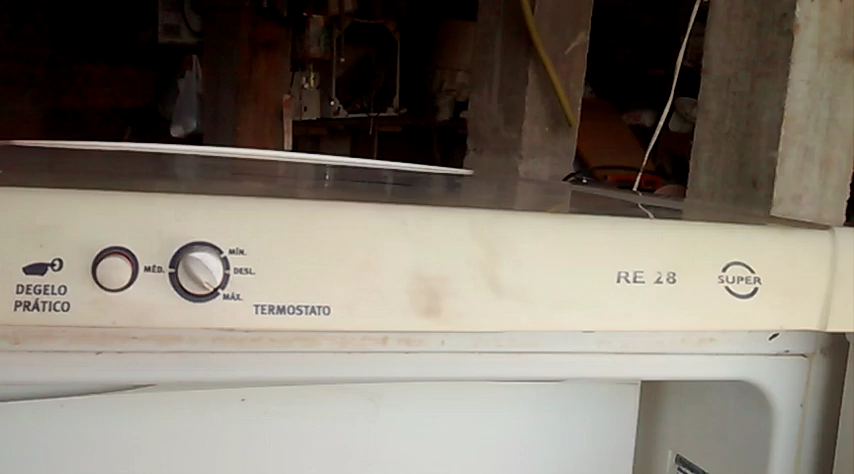 DEGELO
PRÁTICO
MÉD.
MÍN.
DESL.
MÁX.
TERMOSTATO
RE 28
SUPER